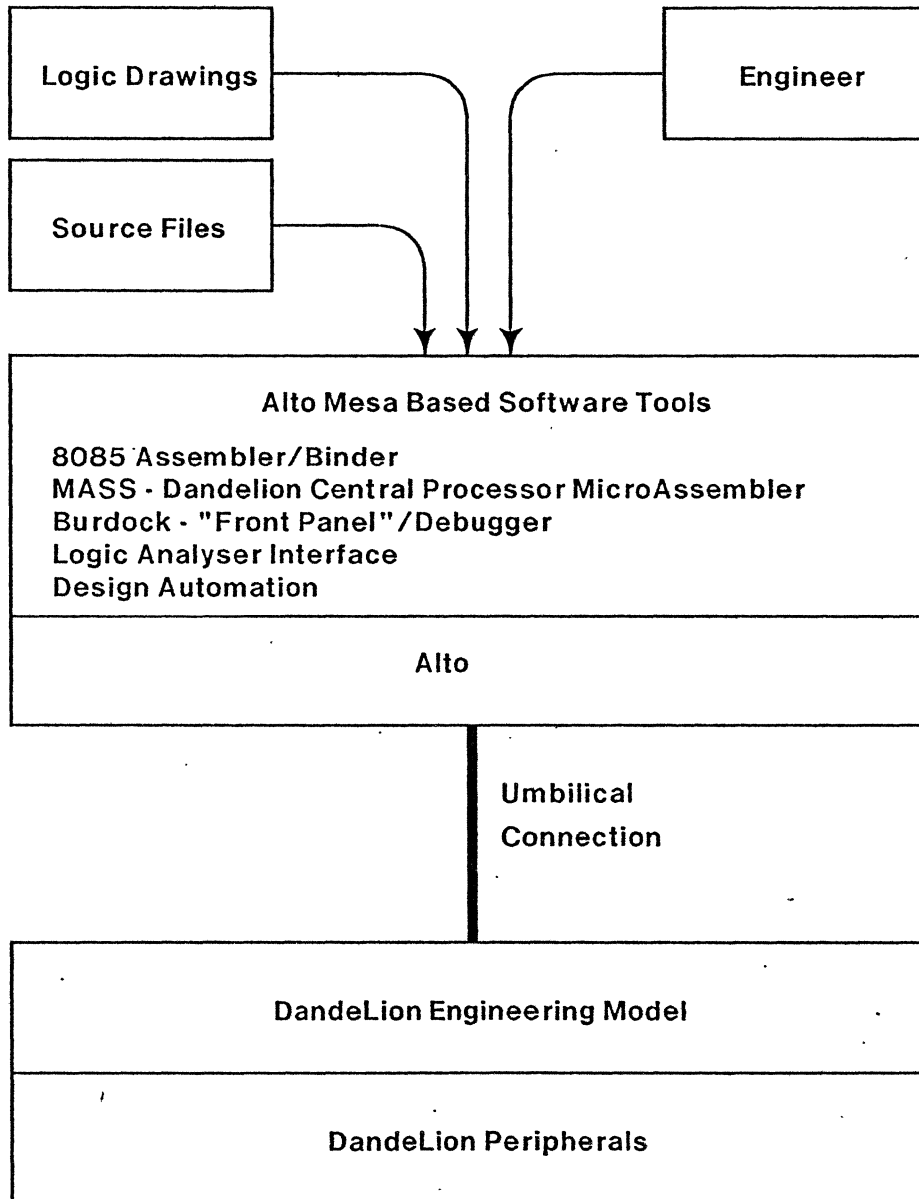 Logic Drawings
Engineer
Source Files
Alto Mesa Based Software Tools
8085 Assembler/Binder
MASS - Dandelion Central Processor MicroAssembler
Burdock - "Front Panel"/Debugger
Logic Analyser Interface
Design Automation
Alto
Umbilical
Connection
DandeLion Engineering Model
DandeLion Peripherals